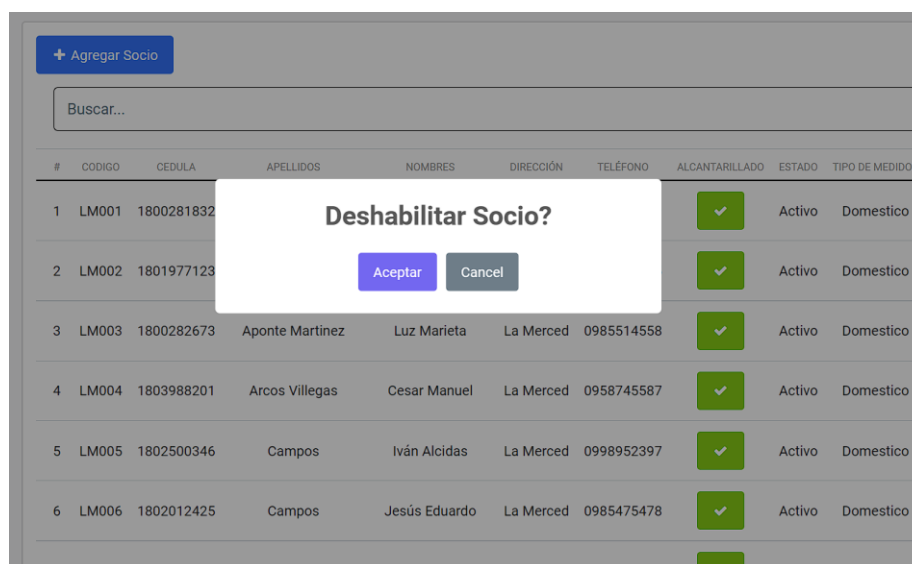 + Agregar Socio
Buscar...
# CODIGO CEDULA APELLIDOS NOMBRES DIRECCIÓN TELÉFONO ALCANTARILLADO ESTADO TIPO DE MEDIDO
1 LM001 1800281832 Activo Domestico
Deshabilitar Socio?
2 LM002 1801977123 Activo Domestico
Aceptar Cancel
3 LM003 1800282673 Aponte Martinez Luz Marieta La Merced 0985514558 Activo Domestico
4 LM004 1803988201 Arcos Villegas Cesar Manuel La Merced 0958745587 Activo Domestico
5 LM005 1802500346 Campos Iván Alcidas La Merced 0998952397 Activo Domestico
6 LM006 1802012425 Campos Jesús Eduardo La Merced 0985475478 Activo Domestico